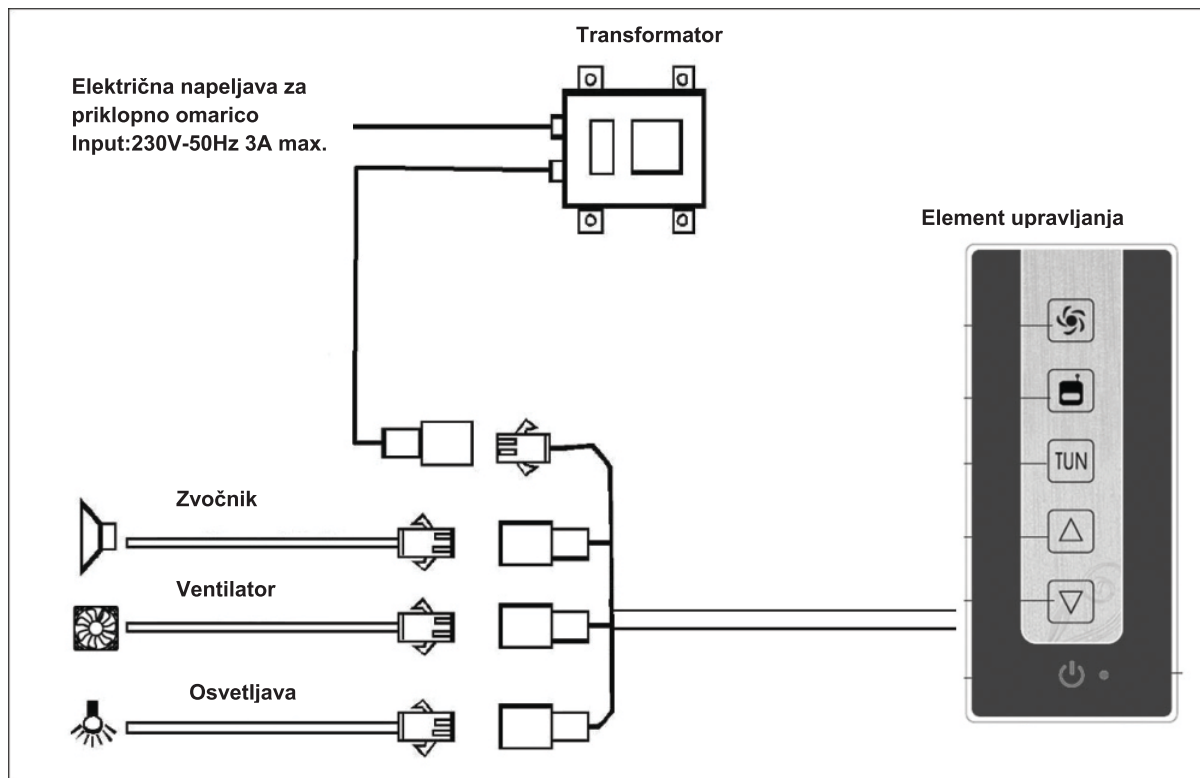 Transformator
Električna napeljava za
priklopno omarico
Input:230V-50Hz 3A max.
Element upravljanja
TUN
Zvočnik
Ventilator
Osvetljava